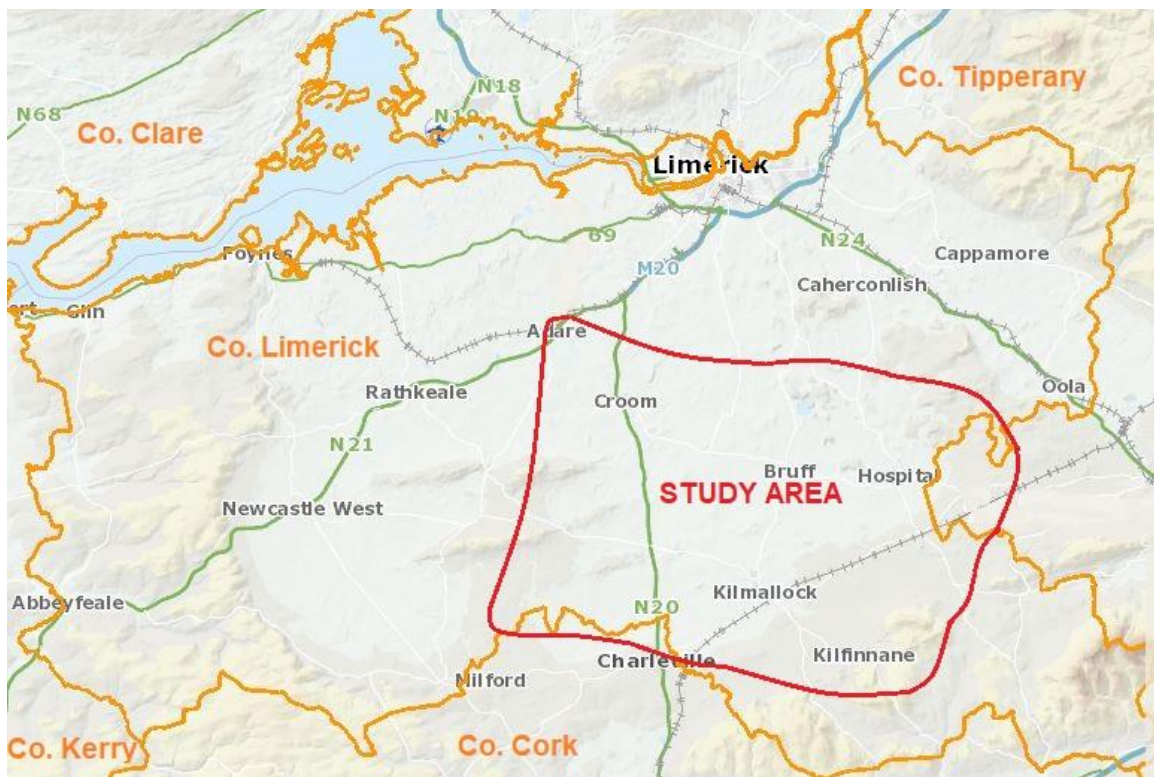 N18
Co. Tipperary
N68
N19
Co. Clare
Limerick
69
N24
Foynes
Cappamore
M20
Caherconlish
Glin
Co. Limerick
Adare
Oola
Rathkeale
Croom
N21
Bruff
Hospital
STUDY AREA
Newcastle West
Abbeyfeale
Kilmallock
N20
Charleville
Kilfinnane
Milford
Co. Kerry
Co. Cork